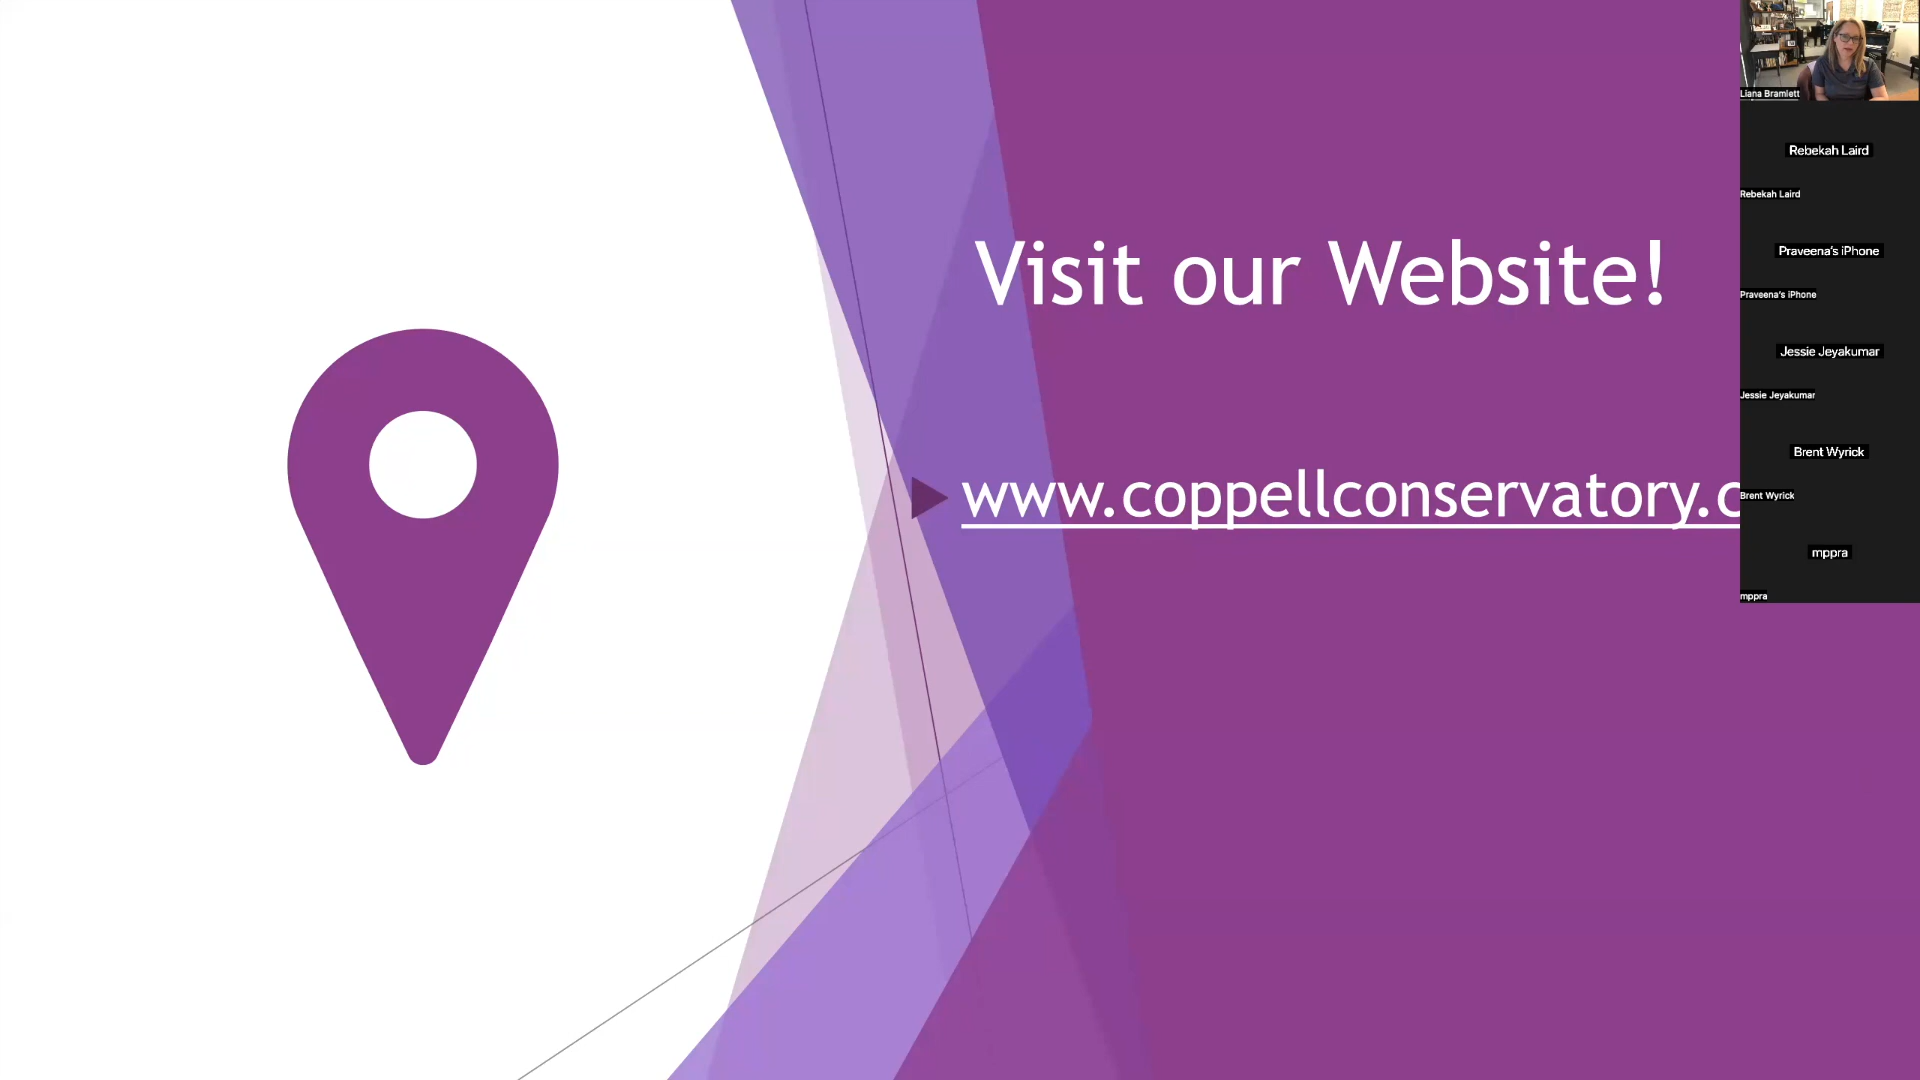 Visit our Website!
www.coppellconservatory.c
Liana Bramlett
Rebekah Laird
Rebekah Laird
Praveena's iPhone
Praveena's iPhone
Jessie Jeyakumar
Jessie Jeyakumar
Brent Wyrick
Brent Wyrick
mppra
mppra